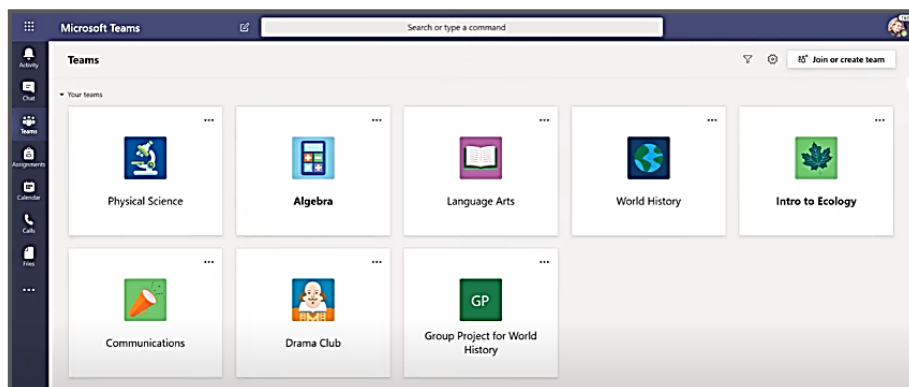 Microsoft Teams
Search or type a command
Activity
Chat
Teams
Assignments
Calendar
Calls
Files
Teams
Join or create team
Your teams
Physical Science
Algebra
Language Arts
World History
Intro to Ecology
Communications
Drama Club
GP
Group Project for World
History